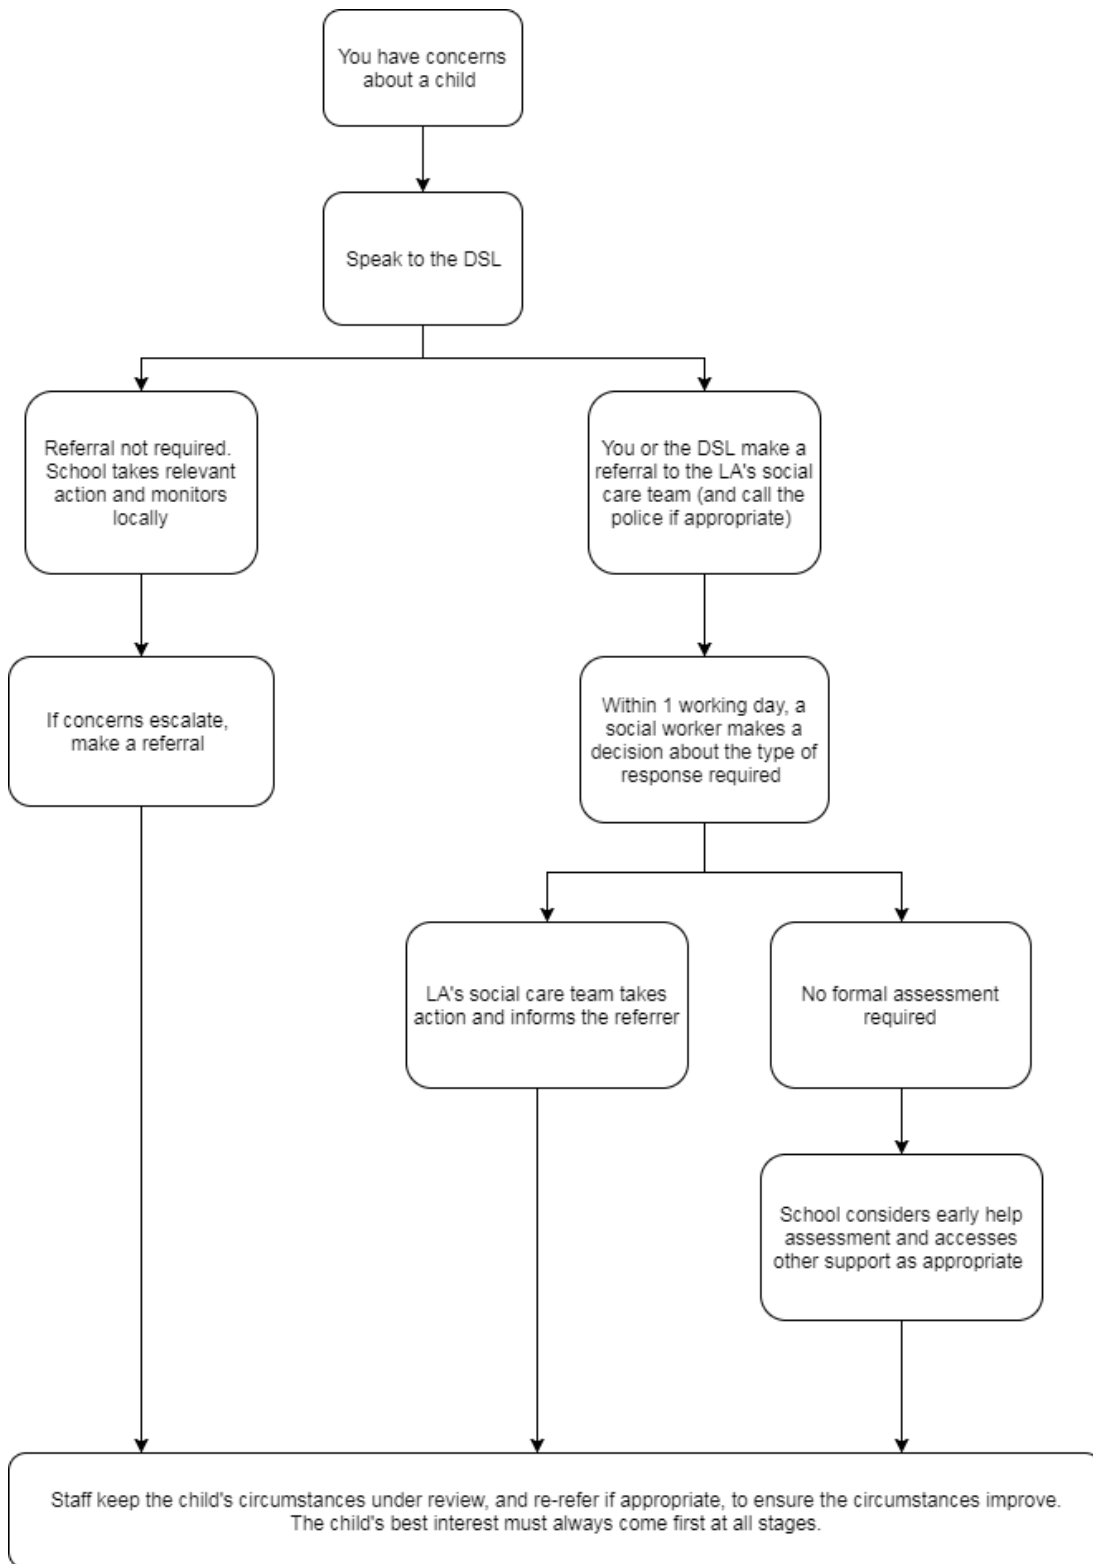 You have concerns
about a child
Speak to the DSL
Referral not required.
School takes relevant
action and monitors
locally
You or the DSL make a
referral to the LA's social
care team (and call the
police if appropriate)
If concerns escalate,
make a referral
Within 1 working day, a
social worker makes a
decision about the type of
response required
LA's social care team takes
action and informs the referrer
No formal assessment
required
School considers early help
assessment and accesses
other support as appropriate
Staff keep the child's circumstances under review, and re-refer if appropriate, to ensure the circumstances improve.
The child's best interest must always come first at all stages.